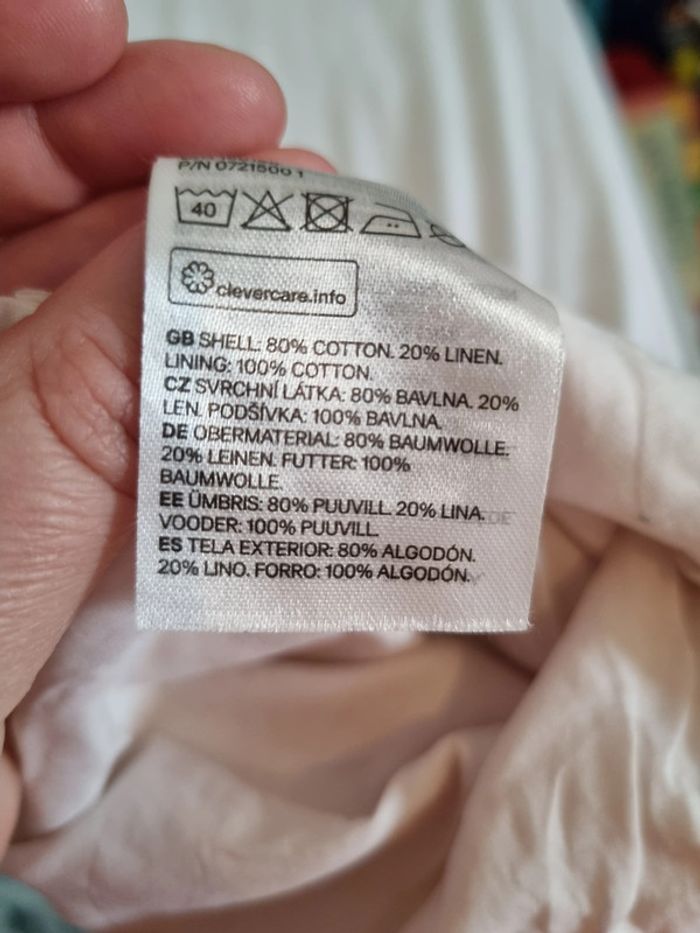 P/N 0721500 1
40
clevercare.info
GB SHELL: 80% COTTON. 20% LINEN.
LINING: 100% COTTON.
CZ SVRCHNÍ LÁTKA: 80% BAVLNA. 20%
LEN. PODŠÍVKA: 100% BAVLNA.
DE OBERMATERIAL: 80% BAUMWOLLE.
20% LEINEN. FUTTER: 100%
BAUMWOLLE.
EE ÜMBRIS: 80% PUUVILL. 20% LINA.
VOODER: 100% PUUVILL.
ES TELA EXTERIOR: 80% ALGODÓN.
20% LINO. FORRO: 100% ALGODÓN.